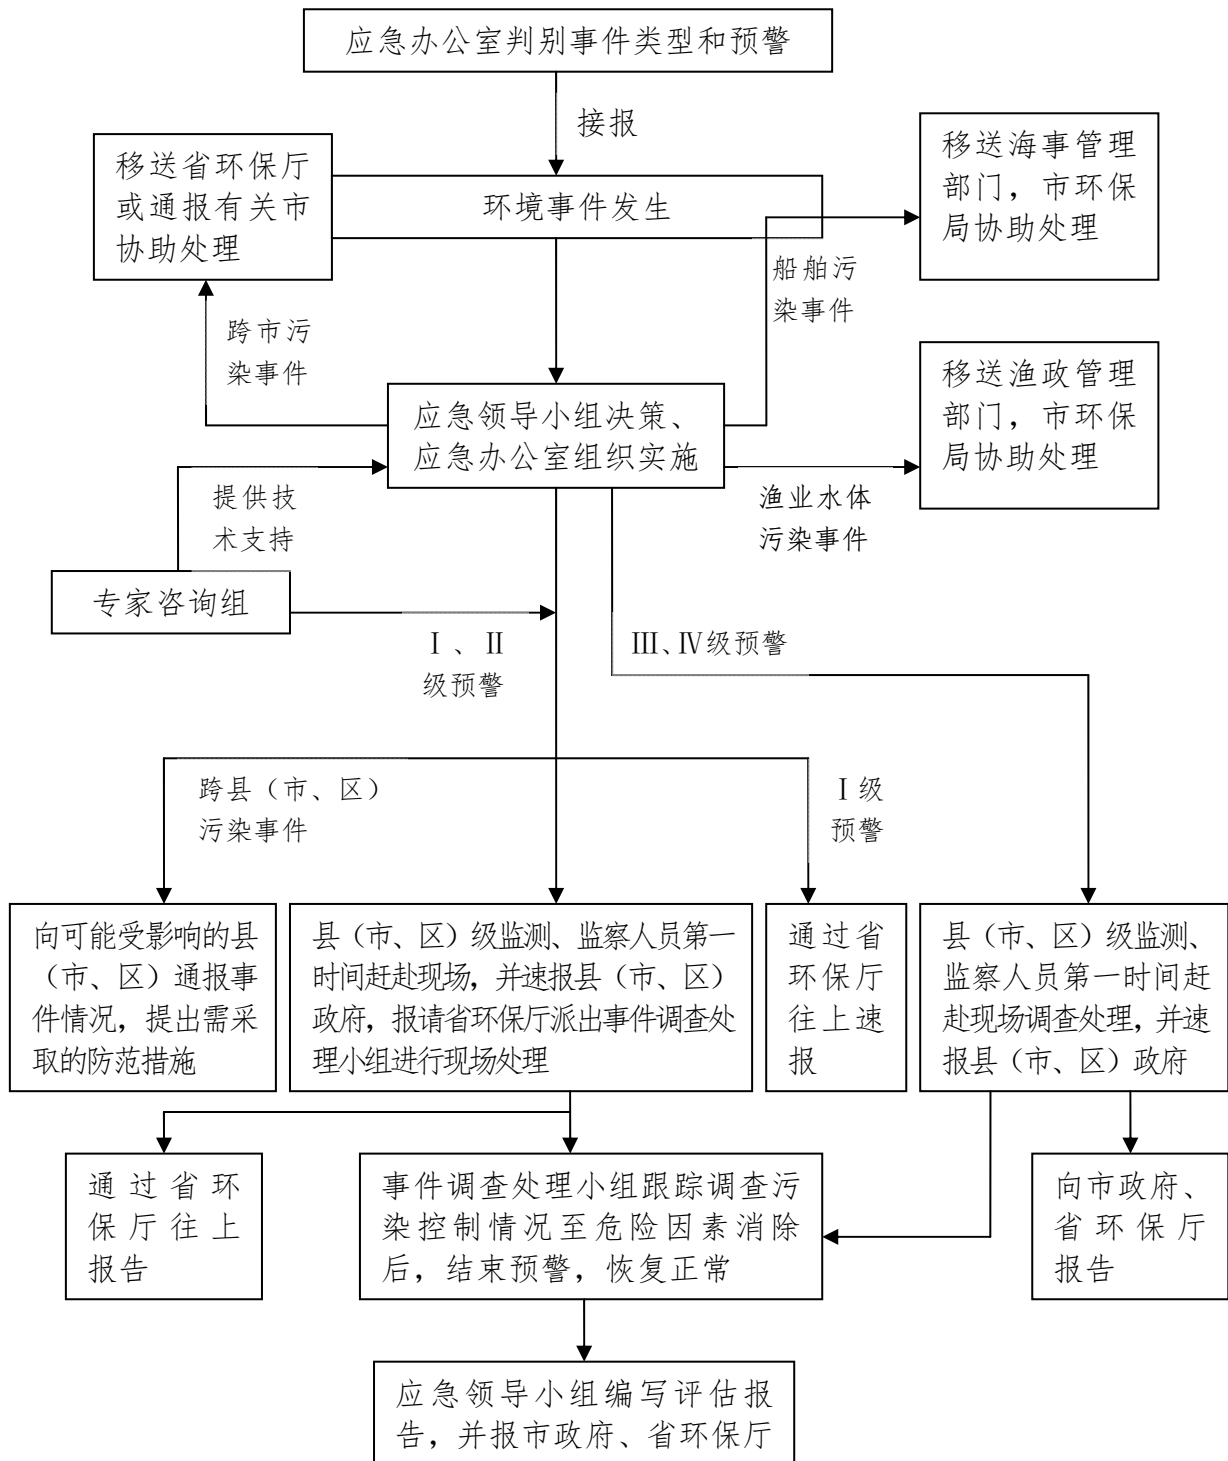 应急办公室判别事件类型和预警
接报
移送省环保厅
或通报有关市
协助处理
环境事件发生
移送海事管理
部门，市环保
局协助处理
船舶污
染事件
跨市污
染事件
应急领导小组决策、
应急办公室组织实施
移送渔政管理
部门，市环保
局协助处理
提供技
术支持
渔业水体
污染事件
专家咨询组
Ⅰ、Ⅱ
级预警
Ⅲ、Ⅳ级预警
跨县（市、区）
污染事件
Ⅰ级
预警
向可能受影响的县
（市、区）通报事
件情况，提出需采
取的防范措施
县（市、区）级监测、监察人员第一
时间赶赴现场，并速报县（市、区）
政府，报请省环保厅派出事件调查处
理小组进行现场处理
通过省
环保厅
往上速
报
县（市、区）级监测、
监察人员第一时间赶
赴现场调查处理，并速
报县（市、区）政府
通过省环
保厅往上
报告
事件调查处理小组跟踪调查污
染控制情况至危险因素消除
后，结束预警，恢复正常
向市政府、
省环保厅
报告
应急领导小组编写评估报
告，并报市政府、省环保厅